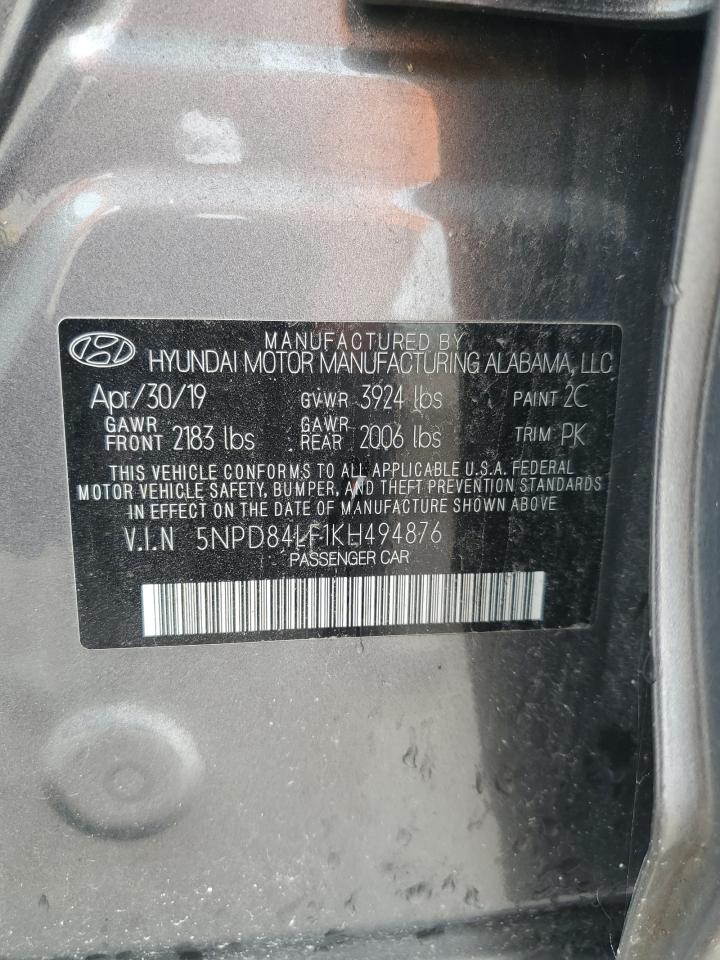 MANUFACTURED BY
HYUNDAI MOTOR MANUFACTURING ALABAMA, LLC
Apr/30/19 GVWR 3924 lbs PAINT 2C
GAWR FRONT 2183 lbs GAWR REAR 2006 lbs TRIM PK
THIS VEHICLE CONFORMS TO ALL APPLICABLE U.S.A. FEDERAL
MOTOR VEHICLE SAFETY, BUMPER, AND THEFT PREVENTION STANDARDS
IN EFFECT ON THE DATE OF MANUFACTURE SHOWN ABOVE
V.I.N 5NPD84LF1KH494876
PASSENGER CAR